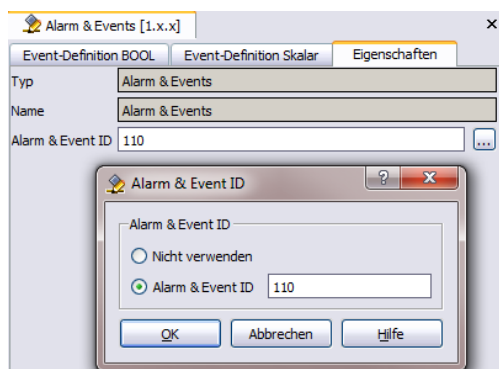 Alarm & Events [1.x.x]
Event-Definition BOOL Event-Definition Skalar Eigenschaften
Typ Alarm & Events
Name Alarm & Events
Alarm & Event ID 110 ...
Alarm & Event ID
Alarm & Event ID
Nicht verwenden
Alarm & Event ID 110
OK Abbrechen Hilfe